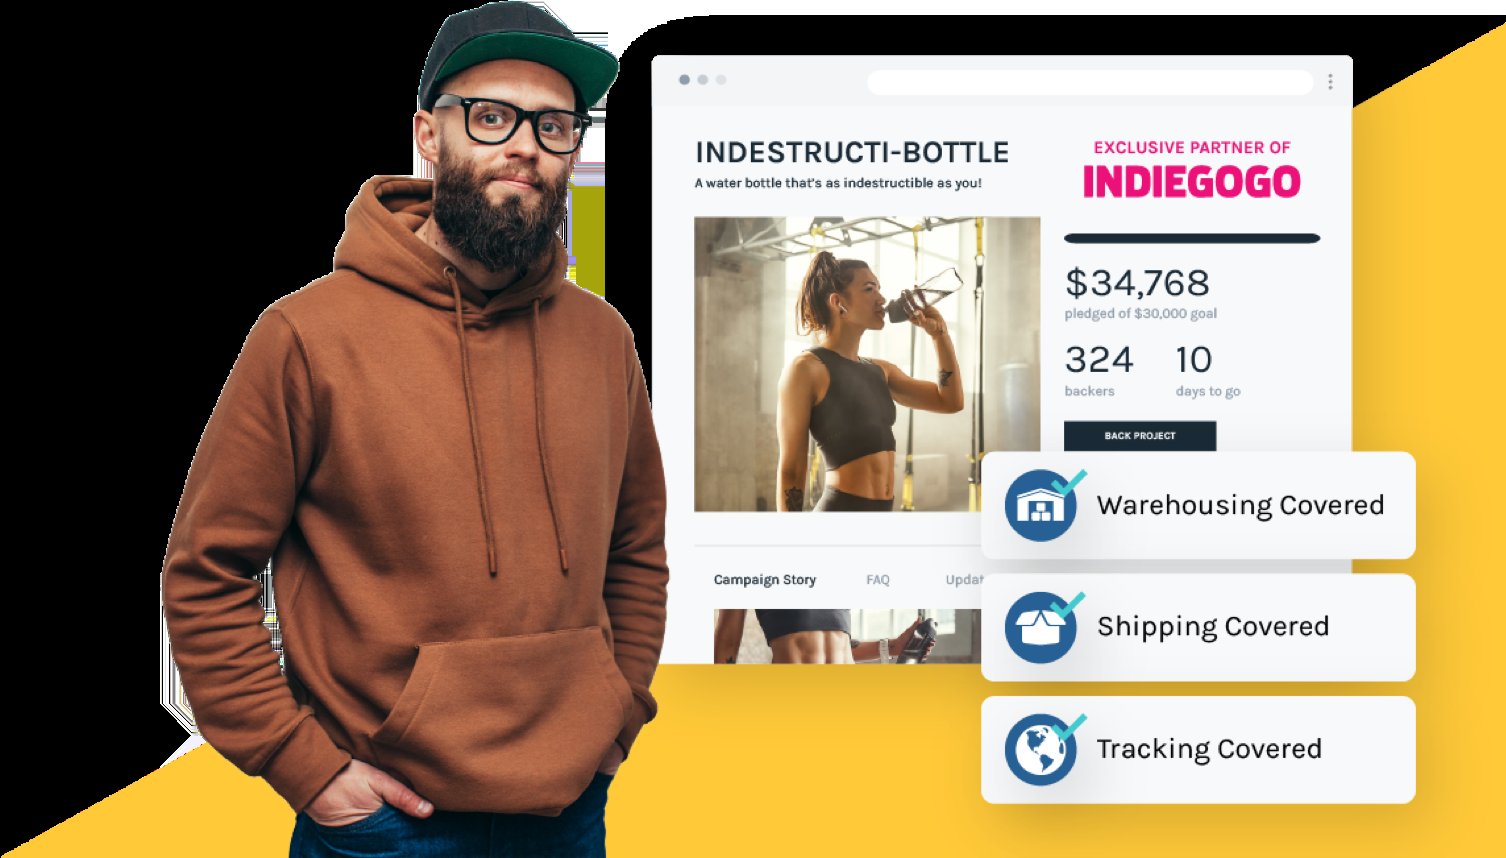 INDESTRUCTI-BOTTLE
A water bottle that's as indestructible as you!
EXCLUSIVE PARTNER OF
INDIEGOGO
$34,768
pledged of $30,000 goal
324
backers
10
days to go
BACK PROJECT
Campaign Story
FAQ
Updat
Warehousing Covered
Shipping Covered
Tracking Covered